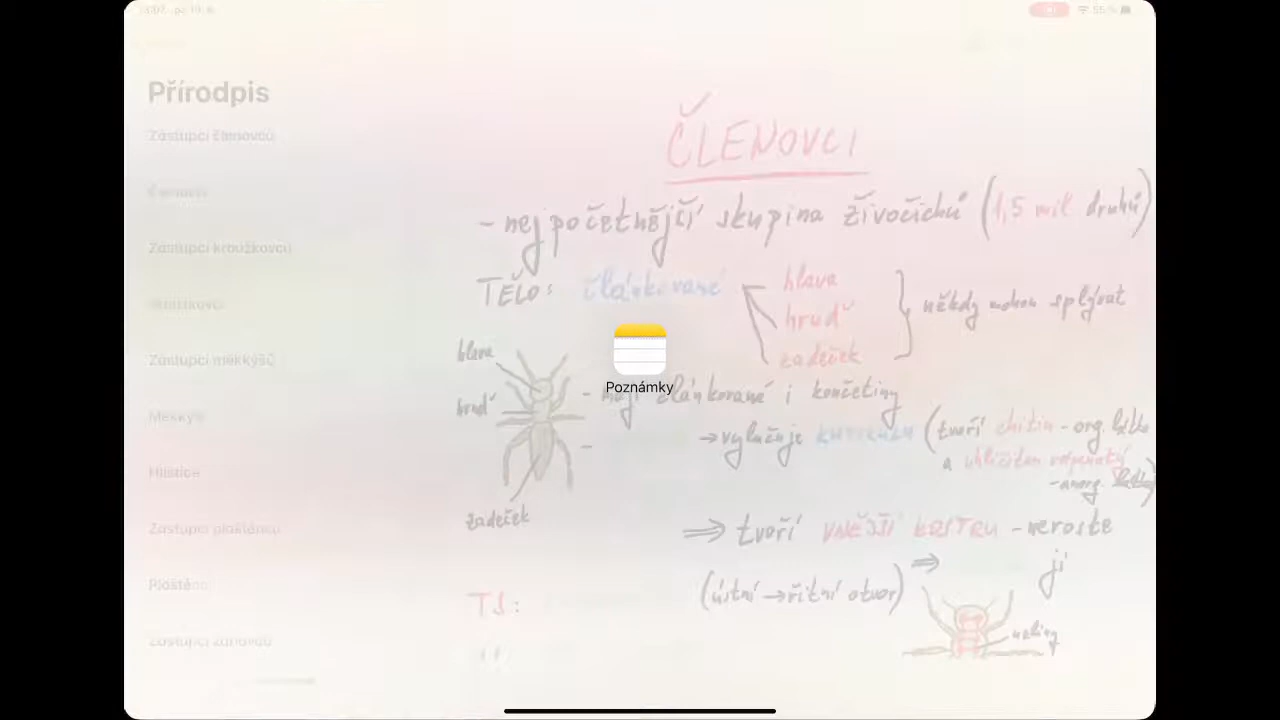 55 %
Přírodpis
Zástupci členovců
Členovci
Zástupci kroužkovců
Kroužkovci
Zástupci měkkýšů
Měkkýši
Hlístice
Zástupci ploštěnců
Ploštěnci
Zástupci žahavců
ČLENOVCI
- nejpočetnější skupina živočichů (1,5 mil druhů)
TĚLO: článkované
hlava
hruď
zadeček
někdy mohou splývat
hlava
hruď
zadeček
Poznámky
- mají článkované i končetiny
→ vylučuje kutikulu (tvoří chitin - org. látka
a uhličitan vápenatý
- anorg. látka)
⇒ tvoří VNĚJŠÍ KOSTRU - neroste
⇒
jí
(ústní → řitní otvor)
TS:
uzliny